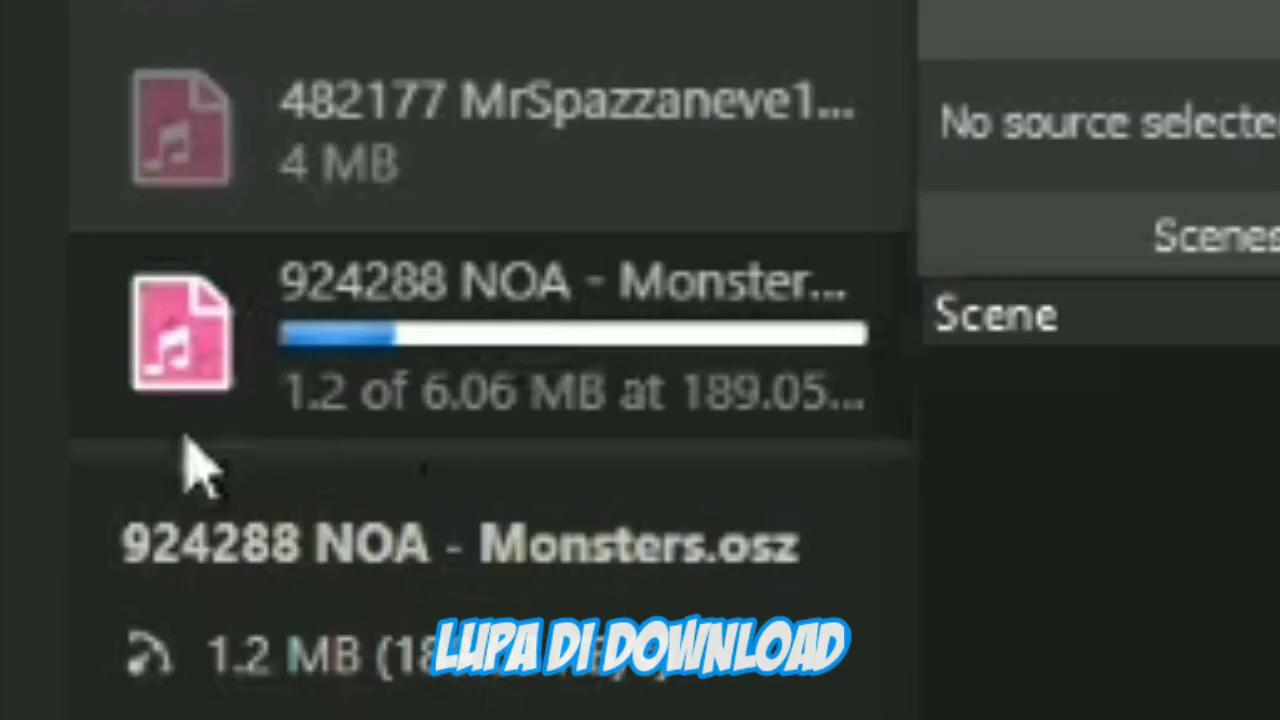 482177 MrSpazzaneve1...
4 MB
No source selecte
924288 NOA - Monster...
Scenes
Scene
1.2 of 6.06 MB at 189.05...
924288 NOA - Monsters.osz
1.2 MB (18
LUPA DI DOWNLOAD